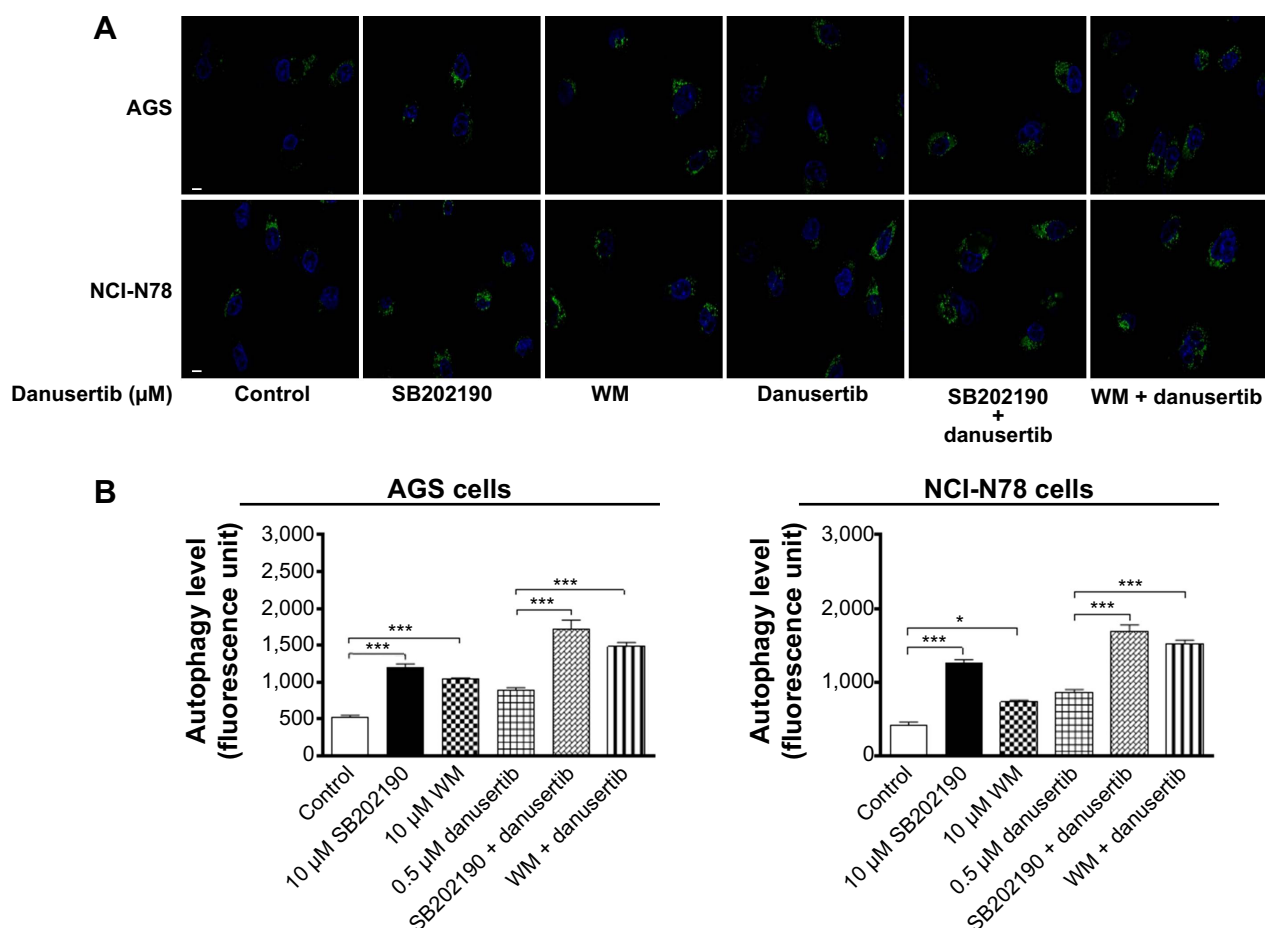 A
AGS
NCI-N78
Danusertib (µM)
Control
SB202190
WM
Danusertib
SB202190
+
danusertib
WM + danusertib
B
AGS cells
Autophagy level
(fluorescence unit)
3,000
2,500
2,000
1,500
1,000
500
0
***
***
***
***
Control
10 µM SB202190
10 µM WM
0.5 µM danusertib
SB202190 + danusertib
WM + danusertib
NCI-N78 cells
Autophagy level
(fluorescence unit)
3,000
2,000
1,000
0
***
***
*
***
Control
10 µM SB202190
10 µM WM
0.5 µM danusertib
SB202190 + danusertib
WM + danusertib